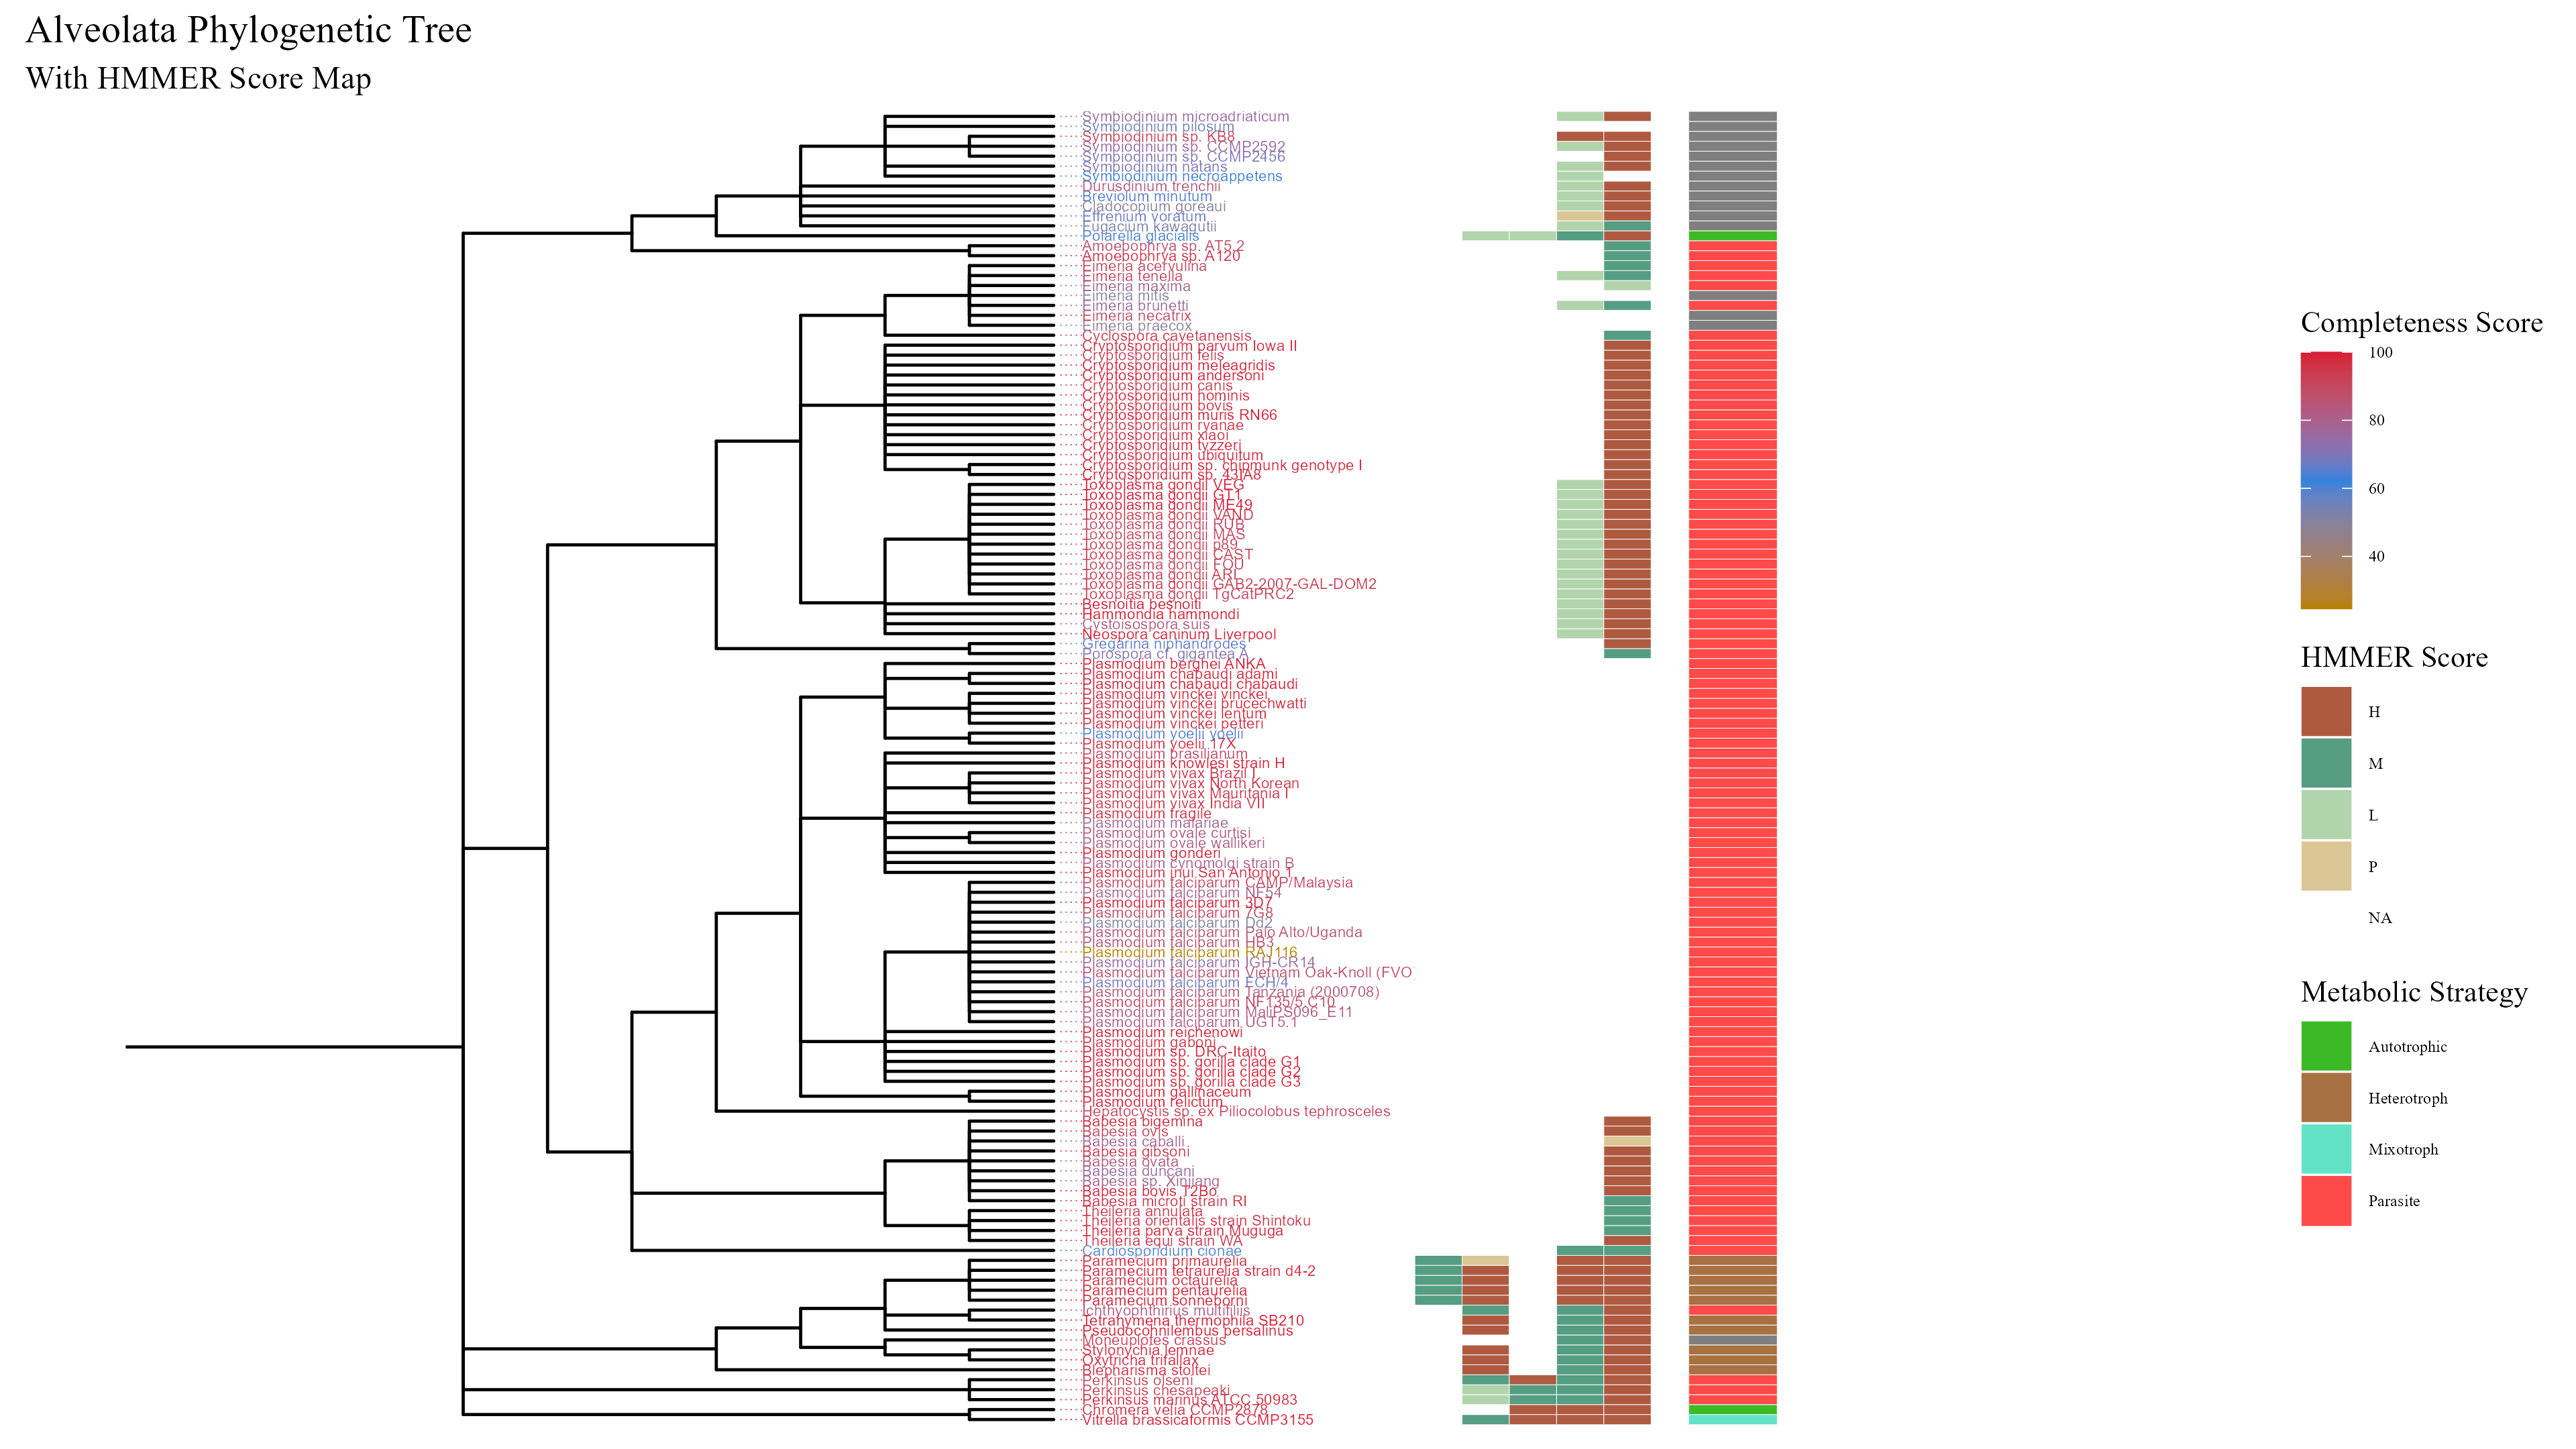 Alveolata Phylogenetic Tree
With HMMER Score Map
Symbiodinium microadriaticum
Symbiodinium pilosum
Symbiodinium sp. KB8
Symbiodinium sp. CCMP2592
Symbiodinium sp. CCMP2456
Symbiodinium natans
Symbiodinium necroappetens
Durusdinium trenchii
Breviolum minutum
Cladocopium goreaui
Effrenium voratum
Fugacium kawagutii
Polarella glacialis
Amoebophrya sp. AT5.2
Amoebophrya sp. A120
Eimeria acervulina
Eimeria tenella
Eimeria maxima
Eimeria mitis
Eimeria brunetti
Eimeria necatrix
Eimeria praecox
Cyclospora cayetanensis
Cryptosporidium parvum Iowa II
Cryptosporidium felis
Cryptosporidium meleagridis
Cryptosporidium andersoni
Cryptosporidium canis
Cryptosporidium hominis
Cryptosporidium bovis
Cryptosporidium muris RN66
Cryptosporidium ryanae
Cryptosporidium xiaoi
Cryptosporidium tyzzeri
Cryptosporidium ubiquitum
Cryptosporidium sp. chipmunk genotype I
Cryptosporidium sp. 43IA8
Toxoplasma gondii VEG
Toxoplasma gondii GT1
Toxoplasma gondii ME49
Toxoplasma gondii VAND
Toxoplasma gondii RUB
Toxoplasma gondii MAS
Toxoplasma gondii p89
Toxoplasma gondii CAST
Toxoplasma gondii FOU
Toxoplasma gondii ARI
Toxoplasma gondii GAB2-2007-GAL-DOM2
Toxoplasma gondii TgCatPRC2
Besnoitia besnoiti
Hammondia hammondi
Cystoisospora suis
Neospora caninum Liverpool
Gregarina niphandrodes
Porospora cf. gigantea A
Plasmodium berghei ANKA
Plasmodium chabaudi adami
Plasmodium chabaudi chabaudi
Plasmodium vinckei vinckei
Plasmodium vinckei brucechwatti
Plasmodium vinckei lentum
Plasmodium vinckei petteri
Plasmodium yoelii yoelii
Plasmodium yoelii 17X
Plasmodium brasilianum
Plasmodium knowlesi strain H
Plasmodium vivax Brazil I
Plasmodium vivax North Korean
Plasmodium vivax Mauritania I
Plasmodium vivax India VII
Plasmodium fragile
Plasmodium malariae
Plasmodium ovale curtisi
Plasmodium ovale wallikeri
Plasmodium gonderi
Plasmodium cynomolgi strain B
Plasmodium inui San Antonio 1
Plasmodium falciparum CAMP/Malaysia
Plasmodium falciparum NF54
Plasmodium falciparum 3D7
Plasmodium falciparum 7G8
Plasmodium falciparum Dd2
Plasmodium falciparum Palo Alto/Uganda
Plasmodium falciparum HB3
Plasmodium falciparum RAJ116
Plasmodium falciparum IGH-CR14
Plasmodium falciparum Vietnam Oak-Knoll (FVO
Plasmodium falciparum FCH/4
Plasmodium falciparum Tanzania (2000708)
Plasmodium falciparum NF135/5.C10
Plasmodium falciparum MaliPS096_E11
Plasmodium falciparum UGT5.1
Plasmodium reichenowi
Plasmodium gaboni
Plasmodium sp. DRC-Itaito
Plasmodium sp. gorilla clade G1
Plasmodium sp. gorilla clade G2
Plasmodium sp. gorilla clade G3
Plasmodium gallinaceum
Plasmodium relictum
Hepatocystis sp. ex Piliocolobus tephrosceles
Babesia bigemina
Babesia ovis
Babesia caballi
Babesia gibsoni
Babesia ovata
Babesia duncani
Babesia sp. Xinjiang
Babesia bovis T2Bo
Babesia microti strain RI
Theileria annulata
Theileria orientalis strain Shintoku
Theileria parva strain Muguga
Theileria equi strain WA
Cardiosporidium cionae
Paramecium primaurelia
Paramecium tetraurelia strain d4-2
Paramecium octaurelia
Paramecium pentaurelia
Paramecium sonneborni
Ichthyophthirius multifiliis
Tetrahymena thermophila SB210
Pseudocohnilembus persalinus
Moneuplotes crassus
Stylonychia lemnae
Oxytricha trifallax
Blepharisma stoltei
Perkinsus olseni
Perkinsus chesapeaki
Perkinsus marinus ATCC 50983
Chromera velia CCMP2878
Vitrella brassicaformis CCMP3155
Completeness Score
100
80
60
40
HMMER Score
H
M
L
P
NA
Metabolic Strategy
Autotrophic
Heterotroph
Mixotroph
Parasite